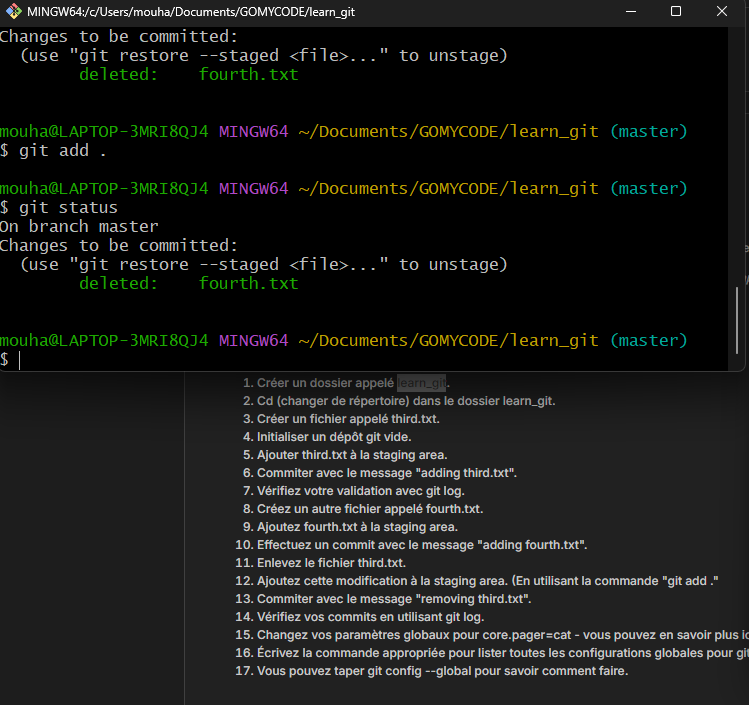 MINGW64:/c/Users/mouha/Documents/GOMYCODE/learn_git
Changes to be committed:
  (use "git restore --staged <file>..." to unstage)
        deleted:    fourth.txt
mouha@LAPTOP-3MRI8QJ4 MINGW64 ~/Documents/GOMYCODE/learn_git (master)
$ git add .
mouha@LAPTOP-3MRI8QJ4 MINGW64 ~/Documents/GOMYCODE/learn_git (master)
$ git status
On branch master
Changes to be committed:
  (use "git restore --staged <file>..." to unstage)
        deleted:    fourth.txt
mouha@LAPTOP-3MRI8QJ4 MINGW64 ~/Documents/GOMYCODE/learn_git (master)
$
1. Créer un dossier appelé learn_git.
2. Cd (changer de répertoire) dans le dossier learn_git.
3. Créer un fichier appelé third.txt.
4. Initialiser un dépôt git vide.
5. Ajouter third.txt à la staging area.
6. Commiter avec le message "adding third.txt".
7. Vérifiez votre validation avec git log.
8. Créez un autre fichier appelé fourth.txt.
9. Ajoutez fourth.txt à la staging area.
10. Effectuez un commit avec le message "adding fourth.txt".
11. Enlevez le fichier third.txt.
12. Ajoutez cette modification à la staging area. (En utilisant la commande "git add ."
13. Commiter avec le message "removing third.txt".
14. Vérifiez vos commits en utilisant git log.
15. Changez vos paramètres globaux pour core.pager=cat - vous pouvez en savoir plus
16. Écrivez la commande appropriée pour lister toutes les configurations globales pour git
17. Vous pouvez taper git config --global pour savoir comment faire.